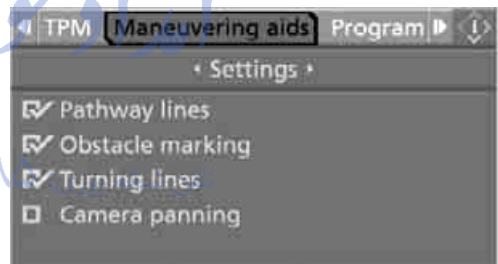 TPM Maneuvering aids Program
Settings
Pathway lines
Obstacle marking
Turning lines
Camera panning